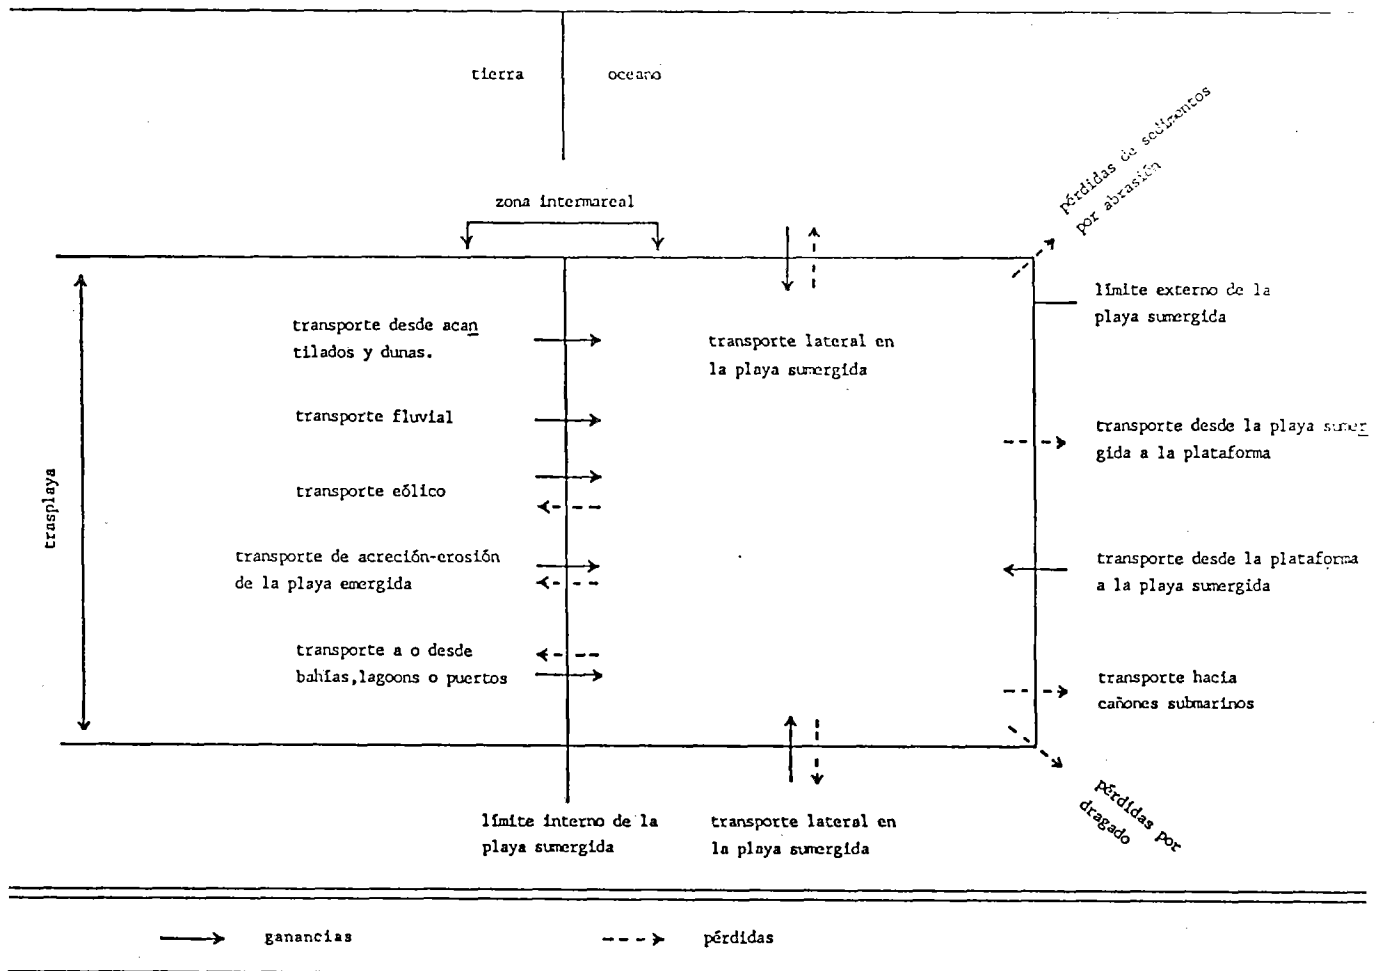 tierra
oceano
zona intermareal
pérdidas de sedimentos
por abrasión
límite externo de la
playa sumergida
transporte desde acan
tilados y dunas.
transporte lateral en
la playa sumergida
transporte fluvial
transporte desde la playa sumer
gida a la plataforma
transporte eólico
trasplaya
transporte de acreción-erosión
de la playa emergida
transporte desde la plataforma
a la playa sumergida
transporte a o desde
bahías,lagoons o puertos
transporte hacia
cañones submarinos
pérdidas por
dragado
límite interno de la
playa sumergida
transporte lateral en
la playa sumergida
ganancias
pérdidas